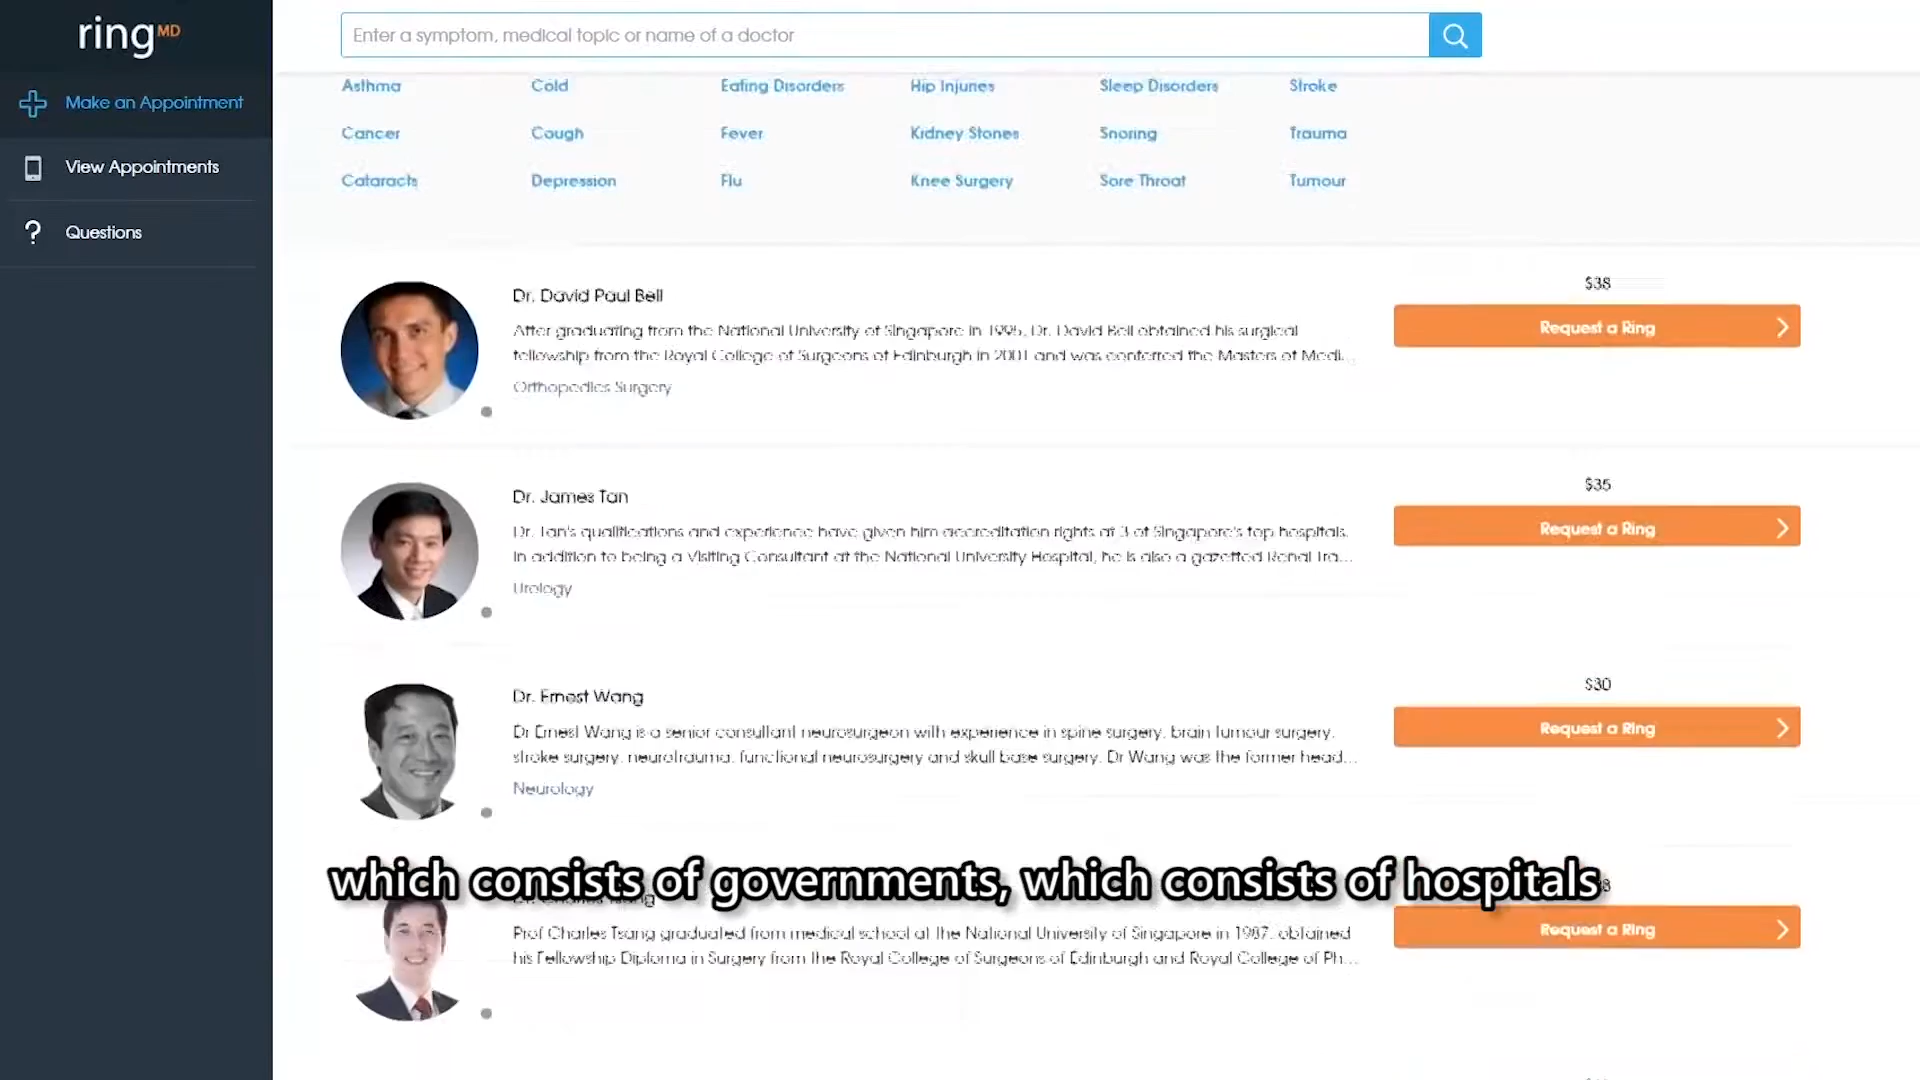 ringMD
Enter a symptom, medical topic or name of a doctor
Make an Appointment
View Appointments
Questions
Asthma Cold Eating Disorders Hip Injuries Sleep Disorders Stroke
Cancer Cough Fever Kidney Stones Snoring Trauma
Cataracts Depression Flu Knee Surgery Sore Throat Tumour
Dr. David Paul Bell
After graduating from the National University of Singapore in 1995, Dr. David Bell obtained his surgical
fellowship from the Royal College of Surgeons of Edinburgh in 2001 and was conferred the Masters of Medi...
Orthopedics Surgery
$38
Request a Ring
Dr. James Tan
Dr. Tan's qualifications and experience have given him accreditation rights at 3 of Singapore's top hospitals.
In addition to being a Visiting Consultant at the National University Hospital, he is also a gazetted Renal Tra...
Urology
$35
Request a Ring
Dr. Ernest Wang
Dr Ernest Wang is a senior consultant neurosurgeon with experience in spine surgery, brain tumour surgery,
stroke surgery, neurotrauma, functional neurosurgery and skull base surgery. Dr Wang was the former head...
Neurology
$30
Request a Ring
which consists of governments, which consists of hospitals
Prof Charles Tsang graduated from medical school at the National University of Singapore in 1987, obtained
his Fellowship Diploma in Surgery from the Royal College of Surgeons of Edinburgh and Royal College of Ph...
Request a Ring